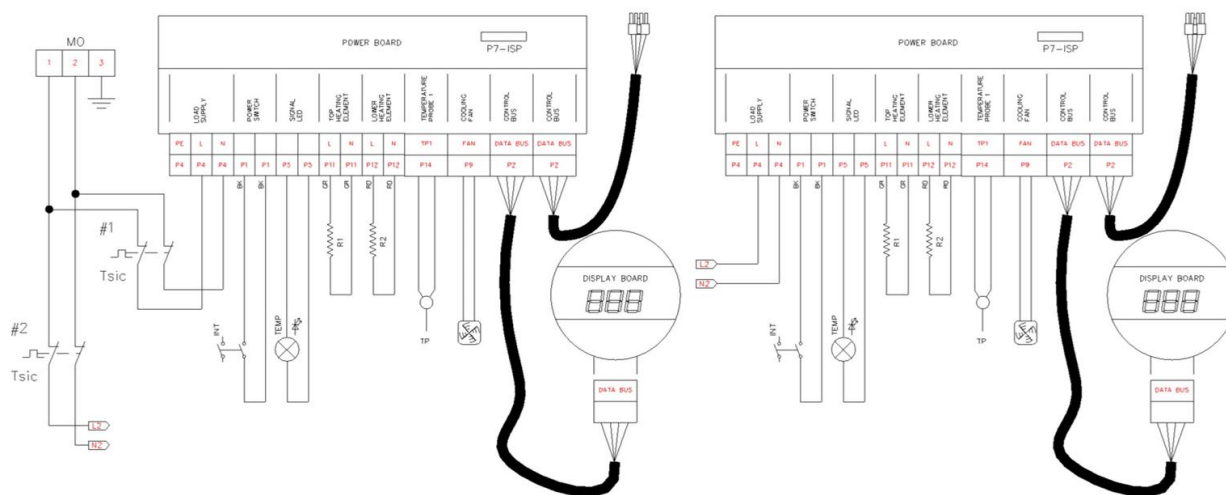 MO
1 2 3
POWER BOARD
P7-ISP
LOAD SUPPLY
POWER SWITCH
SIGNAL LED
TOP HEATING ELEMENT
LOWER HEATING ELEMENT
TEMPERATURE PROBE 1
COOLING FAN
CONTROL BUS
CONTROL BUS
PE L N L N L N TP1 FAN DATA BUS DATA BUS
P4 P4 P4 P1 P1 P5 P5 P11 P11 P12 P12 P14 P9 P2 P2
BK BK GR GR RD RD
#1
Tsic
R1 R2
DISPLAY BOARD
888
#2
Tsic
INT
TEMP
TP
DATA BUS
L2
N2
POWER BOARD
P7-ISP
LOAD SUPPLY
POWER SWITCH
SIGNAL LED
TOP HEATING ELEMENT
LOWER HEATING ELEMENT
TEMPERATURE PROBE 1
COOLING FAN
CONTROL BUS
CONTROL BUS
PE L N L N L N TP1 FAN DATA BUS DATA BUS
P4 P4 P4 P1 P1 P5 P5 P11 P11 P12 P12 P14 P9 P2 P2
BK BK GR GR RD RD
R1 R2
L2
N2
DISPLAY BOARD
888
INT
TEMP
TP
DATA BUS